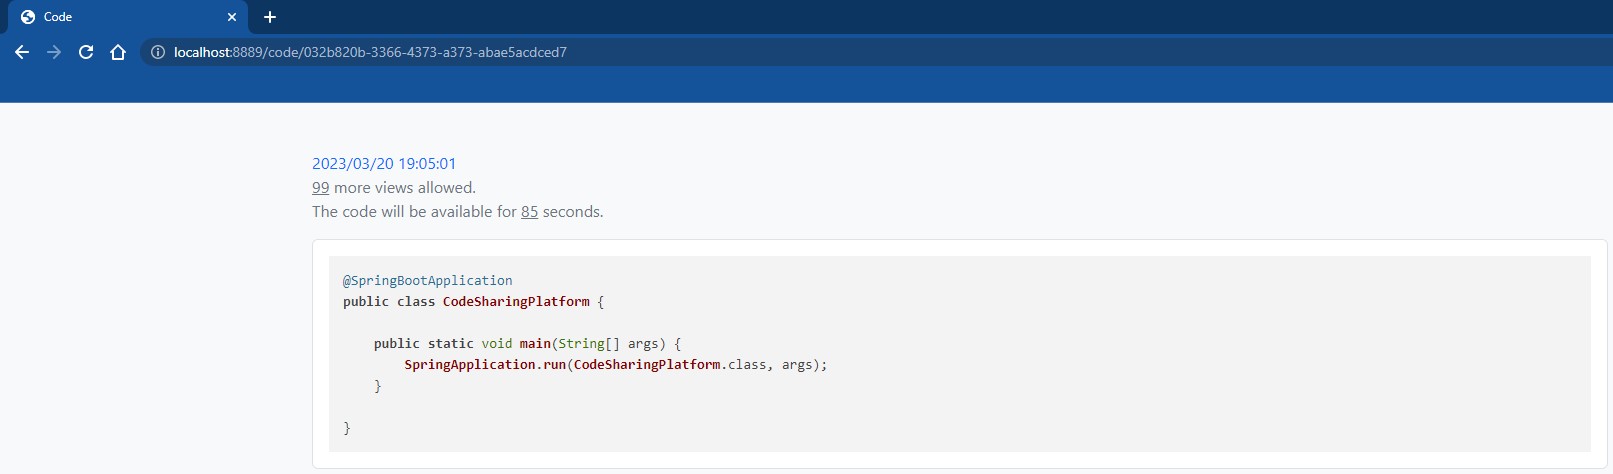 Code
localhost:8889/code/032b820b-3366-4373-a373-abae5acdced7
2023/03/20 19:05:01
99 more views allowed.
The code will be available for 85 seconds.
@SpringBootApplication
public class CodeSharingPlatform {
    public static void main(String[] args) {
        SpringApplication.run(CodeSharingPlatform.class, args);
    }
}